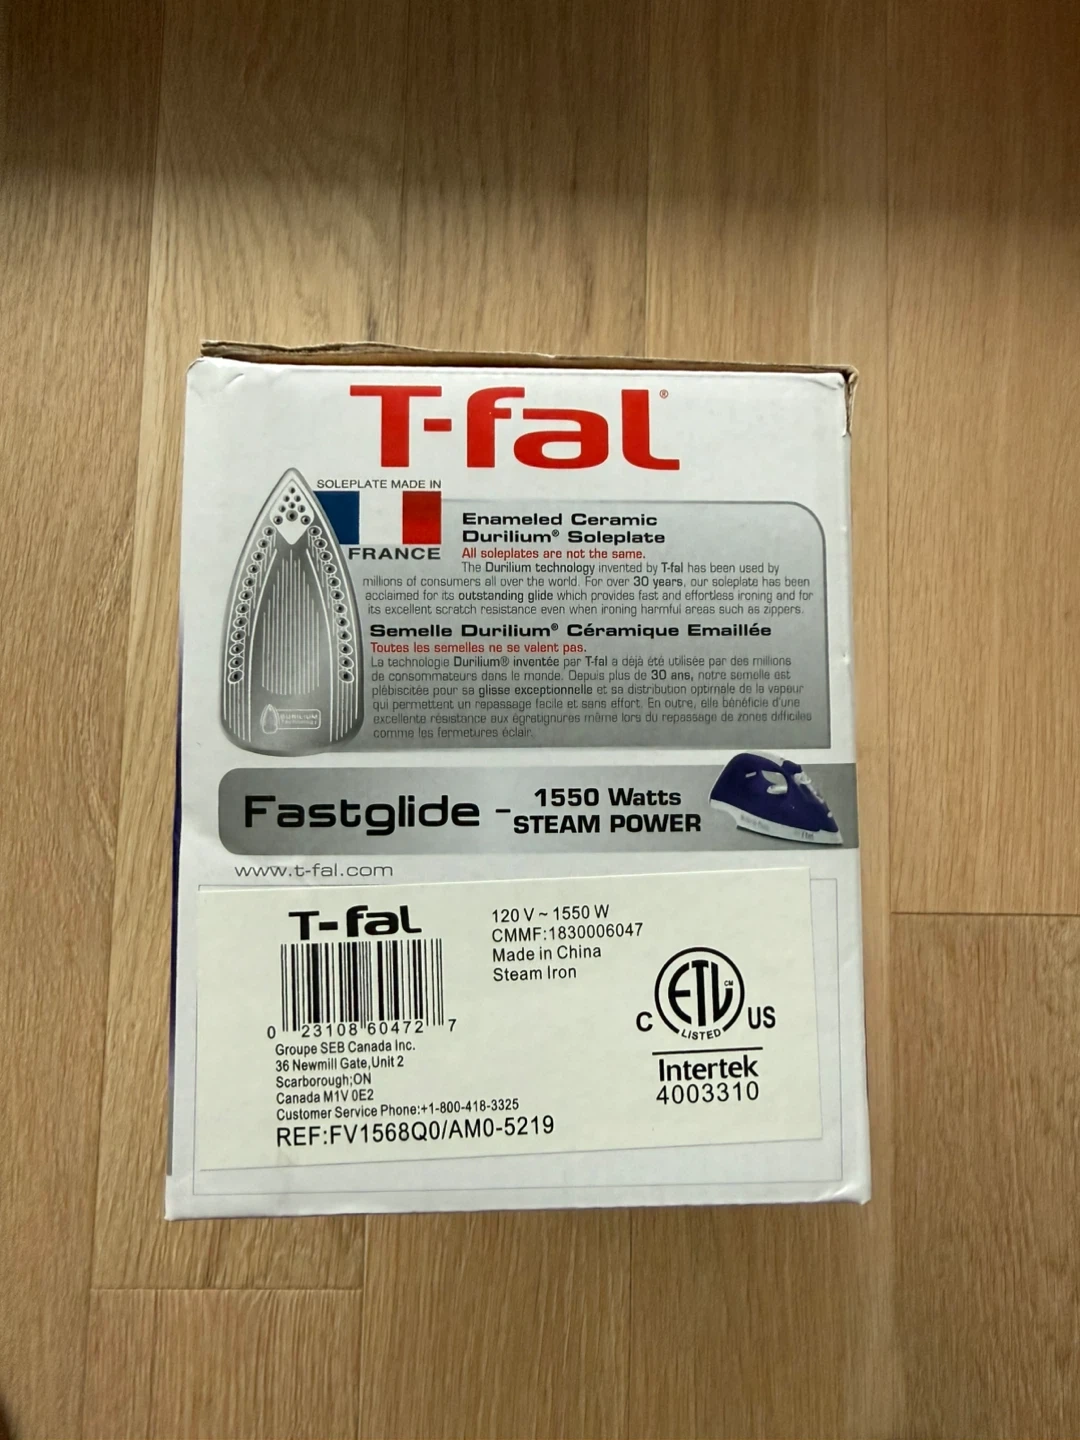 T-fal®
SOLEPLATE MADE IN
FRANCE
Enameled Ceramic
Durilium® Soleplate
All soleplates are not the same.
The Durilium technology invented by T-fal has been used by
millions of consumers all over the world. For over 30 years, our soleplate has been
acclaimed for its outstanding glide which provides fast and effortless ironing and for
its excellent scratch resistance even when ironing harmful areas such as zippers.
Semelle Durilium® Céramique Emaillée
Toutes les semelles ne se valent pas.
La technologie Durilium® inventée par T-fal a déjà été utilisée par des millions
de consommateurs dans le monde. Depuis plus de 30 ans, notre semelle est
plébiscitée pour sa glisse exceptionnelle et sa distribution optimale de la vapeur
qui permettent un repassage facile et sans effort. En outre, elle bénéficie d'une
excellente résistance aux égratignures même lors du repassage de zones difficiles
comme les fermetures éclair.
DURILIUM
TECHNOLOGY
Fastglide - 1550 Watts
STEAM POWER
www.t-fal.com
T-fal
0 23108 60472 7
Groupe SEB Canada Inc.
36 Newmill Gate,Unit 2
Scarborough;ON
Canada M1V 0E2
Customer Service Phone:+1-800-418-3325
REF:FV1568Q0/AM0-5219
120 V ~ 1550 W
CMMF:1830006047
Made in China
Steam Iron
ETL CM
C LISTED US
Intertek
4003310